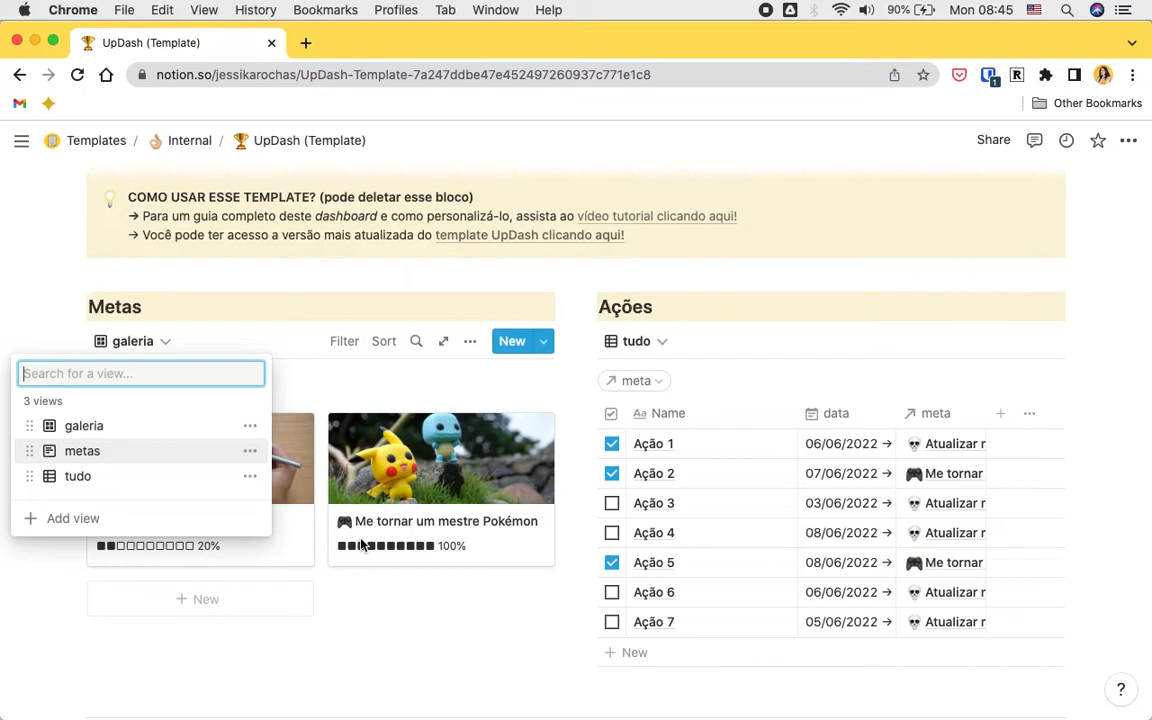 Chrome File Edit View History Bookmarks Profiles Tab Window Help 90% Mon 08:45
UpDash (Template)
notion.so/jessikarochas/UpDash-Template-7a247ddbe47e452497260937c771e1c8
Other Bookmarks
Templates / Internal / UpDash (Template) Share
COMO USAR ESSE TEMPLATE? (pode deletar esse bloco)
→ Para um guia completo deste dashboard e como personalizá-lo, assista ao vídeo tutorial clicando aqui!
→ Você pode ter acesso a versão mais atualizada do template UpDash clicando aqui!
Metas
galeria Filter Sort New
Search for a view...
3 views
galeria
metas
tudo
Add view
Me tornar um mestre Pokémon
20%
100%
New
Ações
tudo
meta
Aa Name data meta
Ação 1 06/06/2022 → Atualizar r
Ação 2 07/06/2022 → Me tornar
Ação 3 03/06/2022 → Atualizar r
Ação 4 08/06/2022 → Atualizar r
Ação 5 08/06/2022 → Me tornar
Ação 6 06/06/2022 → Atualizar r
Ação 7 05/06/2022 → Atualizar r
New
?